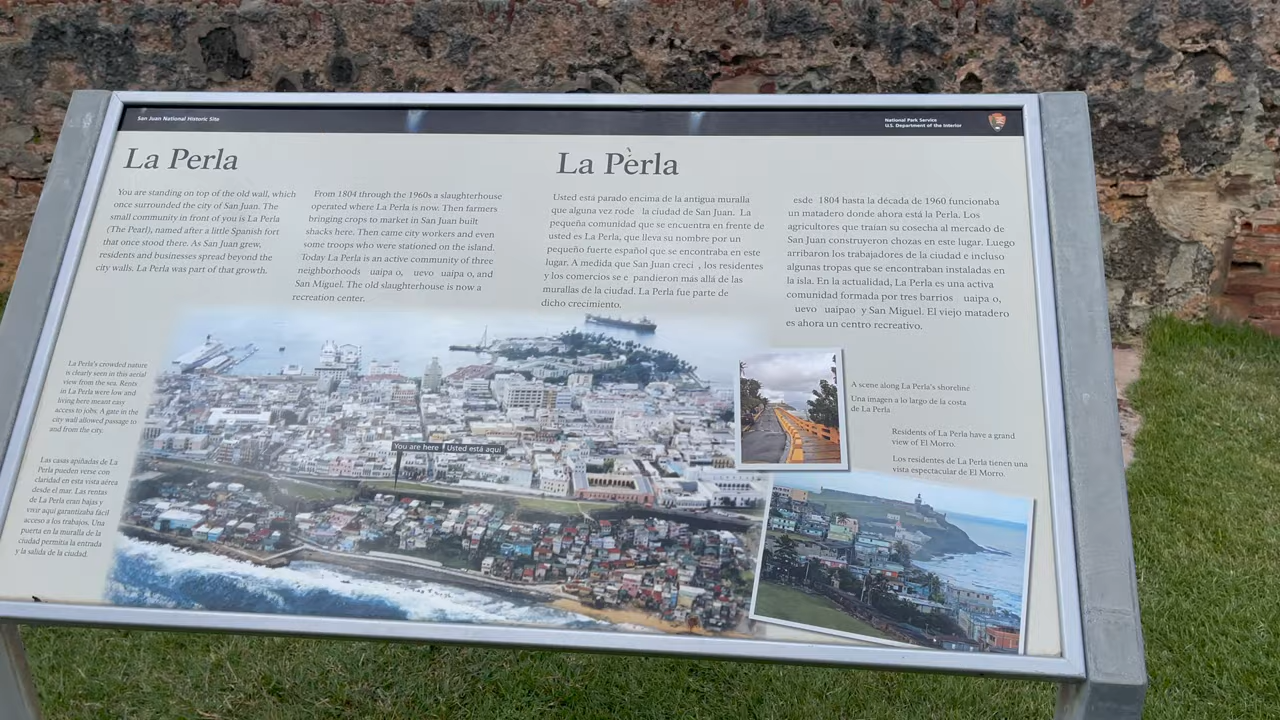 San Juan National Historic Site
National Park Service
U.S. Department of the Interior
La Perla
You are standing on top of the old wall, which
once surrounded the city of San Juan. The
small community in front of you is La Perla
(The Pearl), named after a little Spanish fort
that once stood there. As San Juan grew,
residents and businesses spread beyond the
city walls. La Perla was part of that growth.
From 1804 through the 1960s a slaughterhouse
operated where La Perla is now. Then farmers
bringing crops to market in San Juan built
shacks here. Then came city workers and even
some troops who were stationed on the island.
Today La Perla is an active community of three
neighborhoods uaipa o, uevo uaipa o, and
San Miguel. The old slaughterhouse is now a
recreation center.
La Pèrla
Usted esta parado encima de la antigua muralla
que alguna vez rode la ciudad de San Juan. La
pequeña comunidad que se encuentra en frente de
usted es La Perla, que lleva su nombre por un
pequeño fuerte español que se encontraba en este
lugar. A medida que San Juan creci , los residentes
y los comercios se e pandieron más allá de las
murallas de la ciudad. La Perla fue parte de
dicho crecimiento.
esde 1804 hasta la década de 1960 funcionaba
un matadero donde ahora está la Perla. Los
agricultores que traian su cosecha al mercado de
San Juan construyeron chozas en este lugar. Luego
arribaron los trabajadores de la ciudad e incluso
algunas tropas que se encontraban instaladas en
la isla. En la actualidad, La Perla es una activa
comunidad formada por tres barrios uaipa o,
uevo uaipao y San Miguel. El viejo matadero
es ahora un centro recreativo.
La Perla's crowded nature
is clearly seen in this aerial
view from the sea. Rents
in La Perla were low and
living here meant easy
access to jobs. A gate in the
city wall allowed passage to
and from the city.
Las casas apiñadas de La
Perla pueden verse con
claridad en esta vista aérea
desde el mar. Las rentas
de La Perla eran bajas y
vivir aquí garantizaba fácil
acceso a los trabajos. Una
puerta en la muralla de la
ciudad permitía la entrada
y la salida de la ciudad.
You are here Usted está aquí
A scene along La Perla's shoreline
Una imagen a lo largo de la costa
de La Perla
Residents of La Perla have a grand
view of El Morro.
Los residentes de La Perla tienen una
vista espectacular de El Morro.